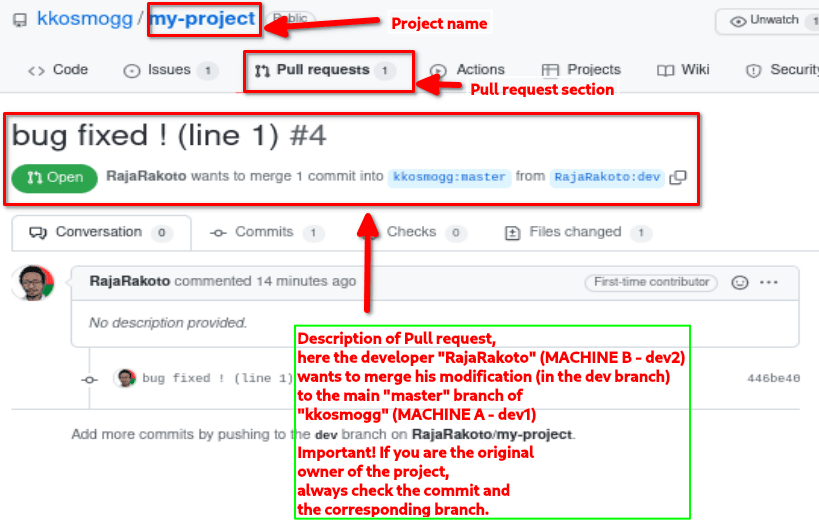 kkosmogg / my-project Public Unwatch 1
Project name
Code Issues 1 Pull requests 1 Actions Projects Wiki Security
Pull request section
bug fixed ! (line 1) #4
Open RajaRakoto wants to merge 1 commit into kkosmogg:master from RajaRakoto:dev
Conversation 0 Commits 1 Checks 0 Files changed 1
RajaRakoto commented 14 minutes ago First-time contributor
No description provided.
Description of Pull request,
here the developer "RajaRakoto" (MACHINE B - dev2)
wants to merge his modification (in the dev branch)
to the main "master" branch of
"kkosmogg" (MACHINE A - dev1)
bug fixed ! (line 1) 446be40
Add more commits by pushing to the dev branch on RajaRakoto/my-project.
Important! If you are the original
owner of the project,
always check the commit and
the corresponding branch.